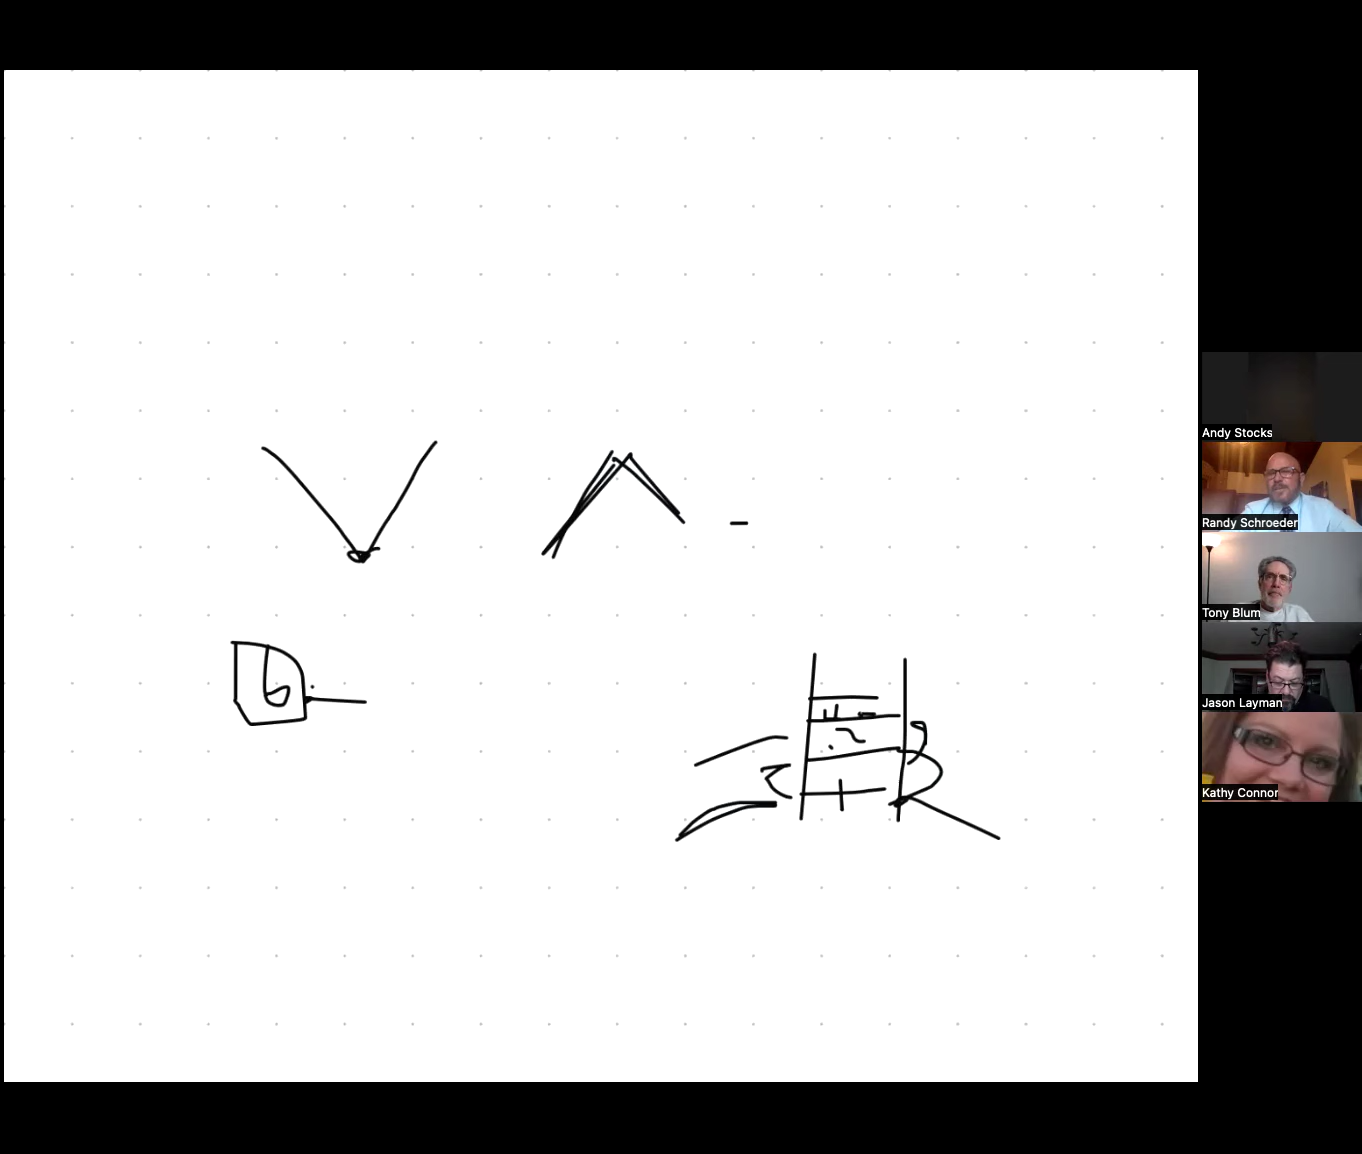 Andy Stocks
Randy Schroeder
Tony Blum
Jason Layman
Kathy Connor